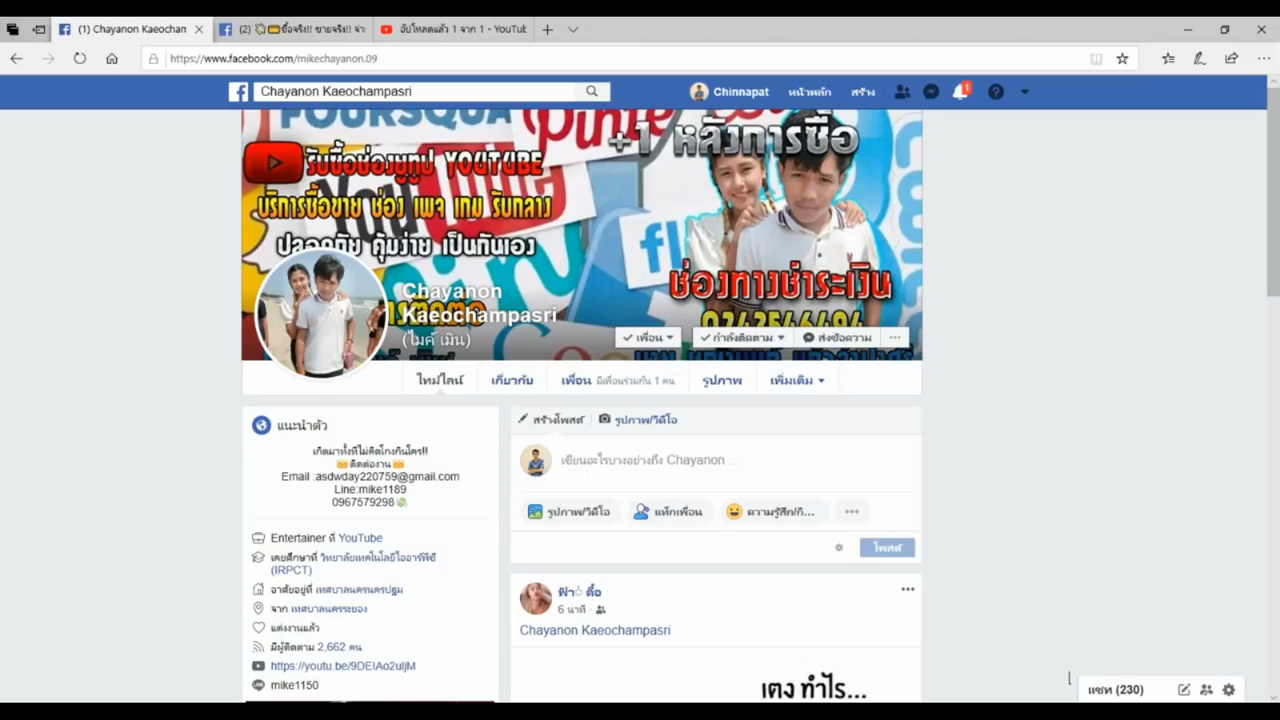 (1) Chayanon Kaeochan
(2)
ซื้อจริง!! ขายจริง!! จ่า
อัปโหลดแล้ว 1 จาก 1 - YouTub
https://www.facebook.com/mikechayanon.09
Chayanon Kaeochampasri
Chinnapat
หน้าหลัก
สร้าง
1
FOURSQUA
Pinte
+1 หลังการซื้อ
รับซื้อช่องยูทูป YOUTUBE
You Tube
บริการซื้อขาย ช่อง เพจ เกม รับกลาง
ปลอดภัย คุ้มง่าย เป็นกันเอง
ช่องทางชำระเงิน
Chayanon
Kaeochampasri
(ไมค์ เมิน)
เพื่อน
กำลังติดตาม
ส่งข้อความ
ไทม์ไลน์
เกี่ยวกับ
เพื่อน มีเพื่อนร่วมกัน 1 คน
รูปภาพ
เพิ่มเติม
แนะนำตัว
เกิดมาทั้งทีไม่คิดโกงกินใคร!!
ติดต่องาน
Email :asdwday220759@gmail.com
Line:mike1189
0967579298
Entertainer ที่ YouTube
เคยศึกษาที่ วิทยาลัยเทคโนโลยีไออาร์พีซี
(IRPCT)
อาศัยอยู่ที่ เทศบาลนครนครปฐม
จาก เทศบาลนครระยอง
แต่งงานแล้ว
มีผู้ติดตาม 2,662 คน
https://youtu.be/9DEIAo2uljM
mike1150
สร้างโพสต์
รูปภาพ/วิดีโอ
เขียนอะไรบางอย่างถึง Chayanon ...
รูปภาพ/วิดีโอ
แท็กเพื่อน
ความรู้สึก/กิ...
โพสต์
ฟ้า ดื้อ
6 นาที
Chayanon Kaeochampasri
เตง ทำไร...
แชท (230)